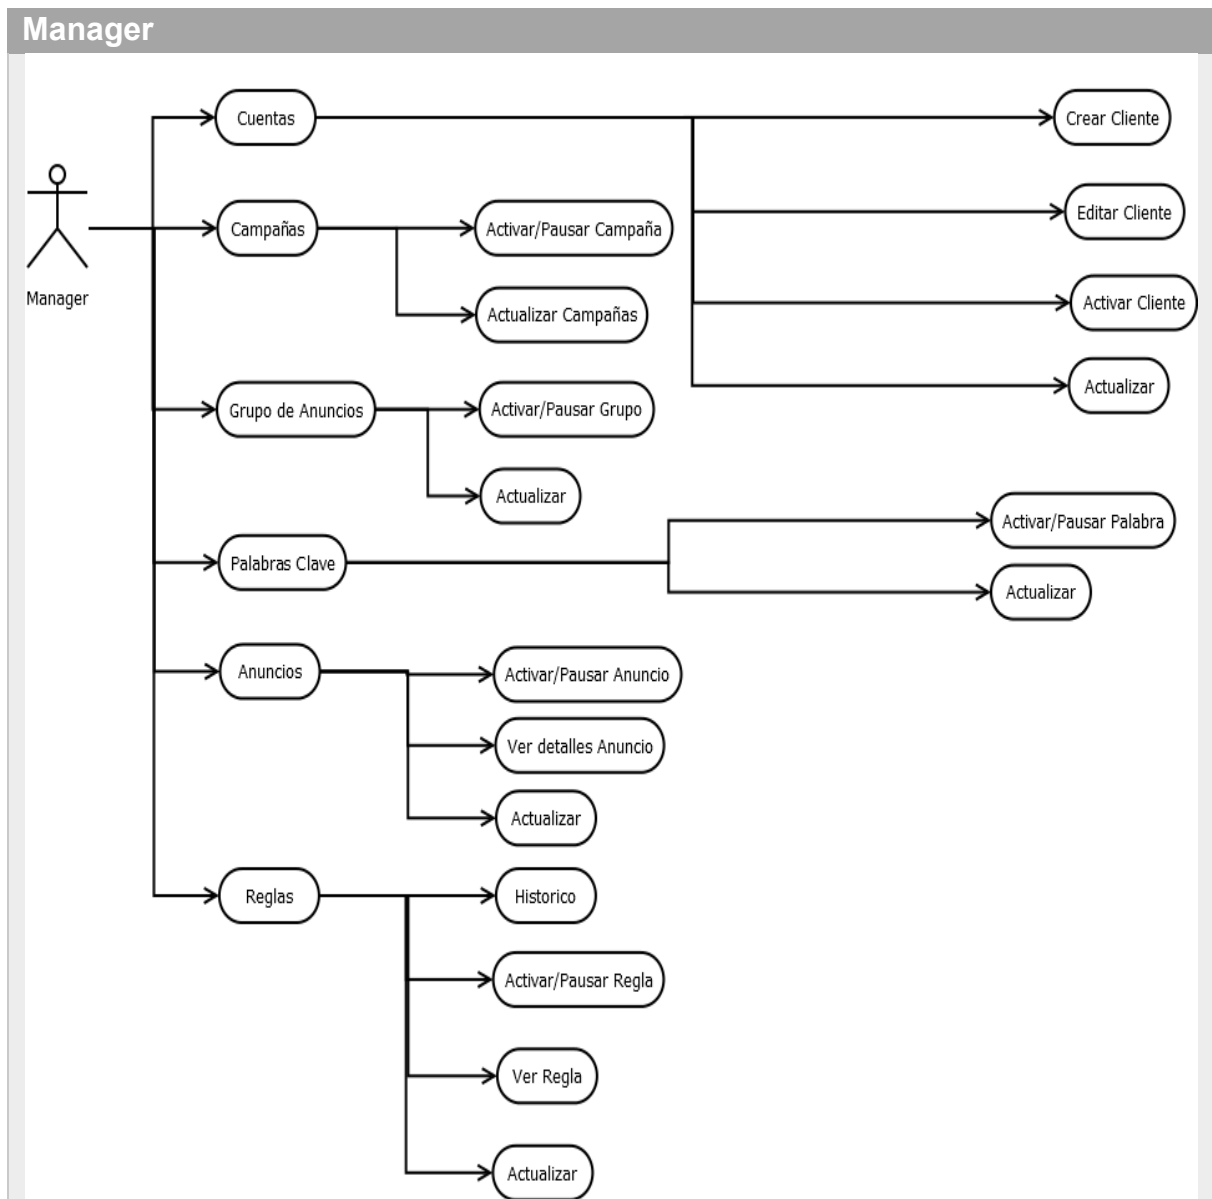 Manager
Cuentas
Crear Cliente
Editar Cliente
Campañas
Activar/Pausar Campaña
Manager
Actualizar Campañas
Activar Cliente
Actualizar
Grupo de Anuncios
Activar/Pausar Grupo
Actualizar
Palabras Clave
Activar/Pausar Palabra
Actualizar
Anuncios
Activar/Pausar Anuncio
Ver detalles Anuncio
Actualizar
Reglas
Historico
Activar/Pausar Regla
Ver Regla
Actualizar